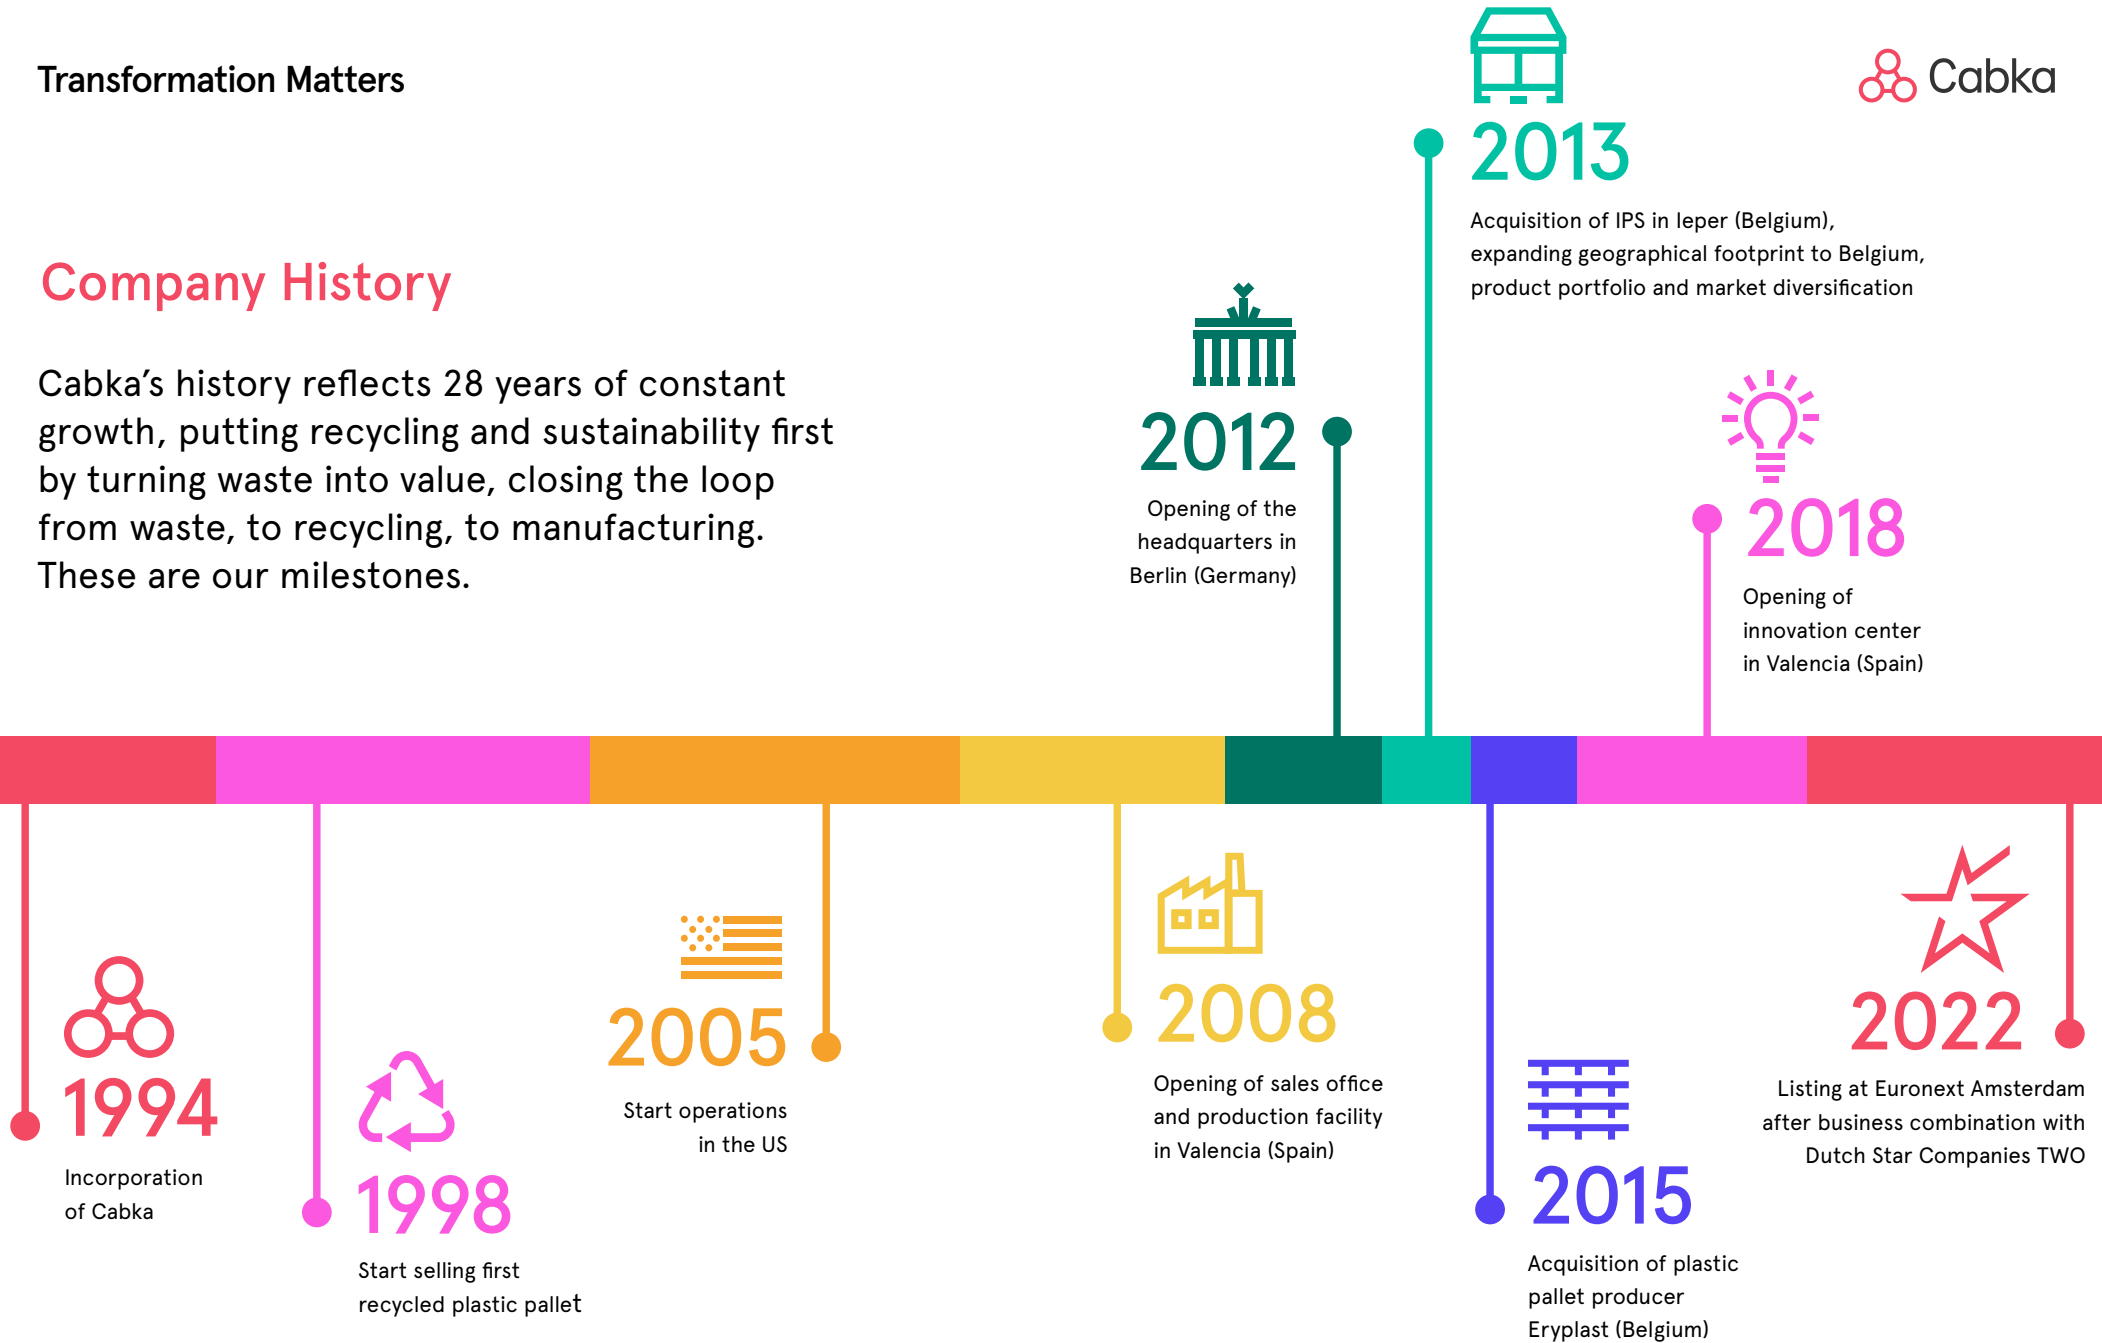 Transformation Matters
Cabka
Company History
Cabka’s history reflects 28 years of constant
growth, putting recycling and sustainability first
by turning waste into value, closing the loop
from waste, to recycling, to manufacturing.
These are our milestones.
1994
Incorporation
of Cabka
1998
Start selling first
recycled plastic pallet
2005
Start operations
in the US
2008
Opening of sales office
and production facility
in Valencia (Spain)
2012
Opening of the
headquarters in
Berlin (Germany)
2013
Acquisition of IPS in Ieper (Belgium),
expanding geographical footprint to Belgium,
product portfolio and market diversification
2015
Acquisition of plastic
pallet producer
Eryplast (Belgium)
2018
Opening of
innovation center
in Valencia (Spain)
2022
Listing at Euronext Amsterdam
after business combination with
Dutch Star Companies TWO